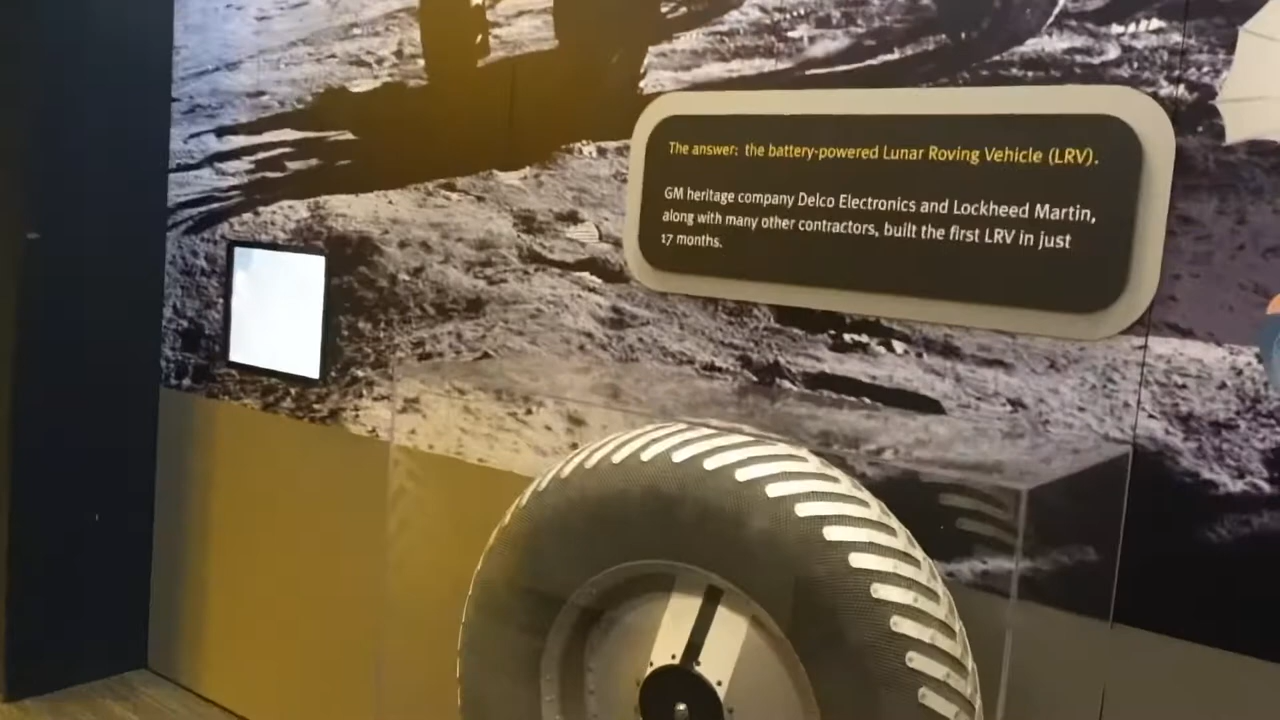 The answer: the battery-powered Lunar Roving Vehicle (LRV).
GM heritage company Delco Electronics and Lockheed Martin,
along with many other contractors, built the first LRV in just
17 months.